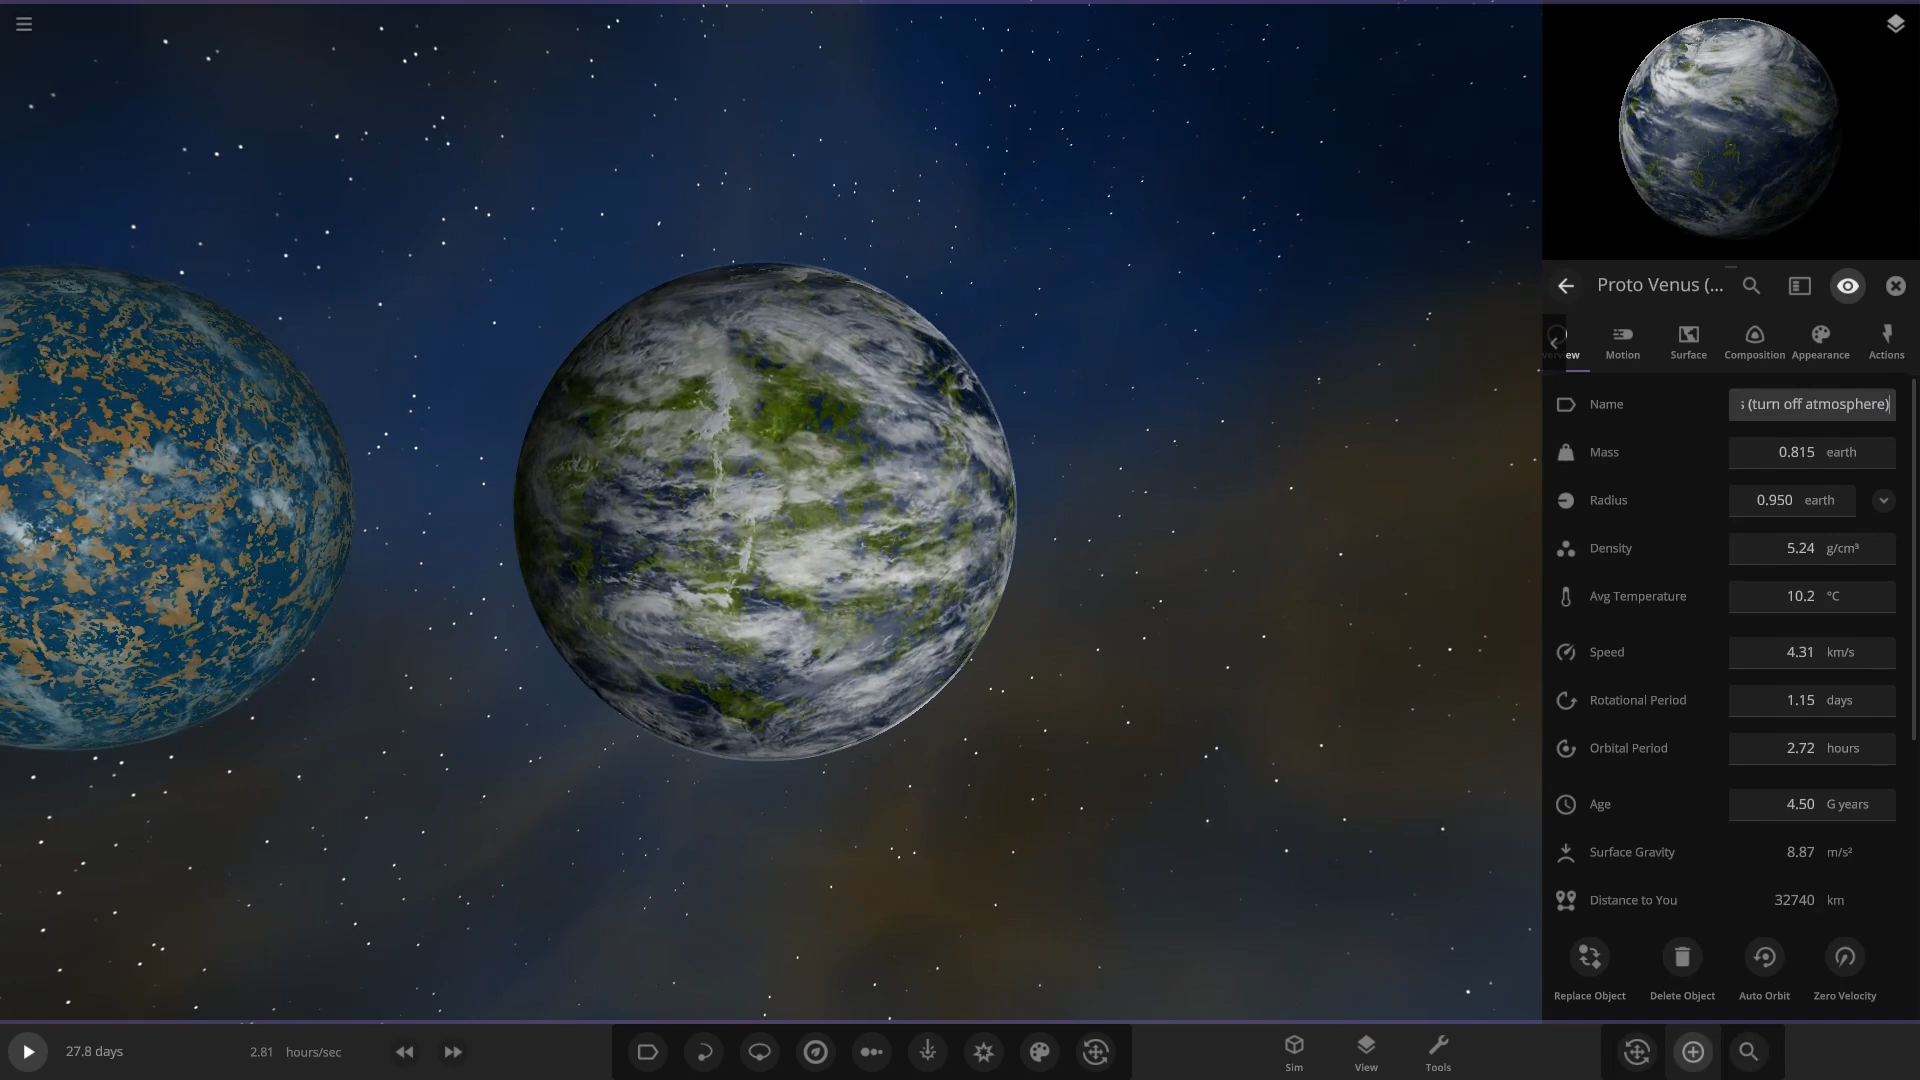 Proto Venus (...
ew
Motion
Surface
Composition
Appearance
Actions
Name
s (turn off atmosphere)
Mass
0.815 earth
Radius
0.950 earth
Density
5.24 g/cm³
Avg Temperature
10.2 °C
Speed
4.31 km/s
Rotational Period
1.15 days
Orbital Period
2.72 hours
Age
4.50 G years
Surface Gravity
8.87 m/s²
Distance to You
32740 km
Replace Object
Delete Object
Auto Orbit
Zero Velocity
27.8 days
2.81 hours/sec
Sim
View
Tools